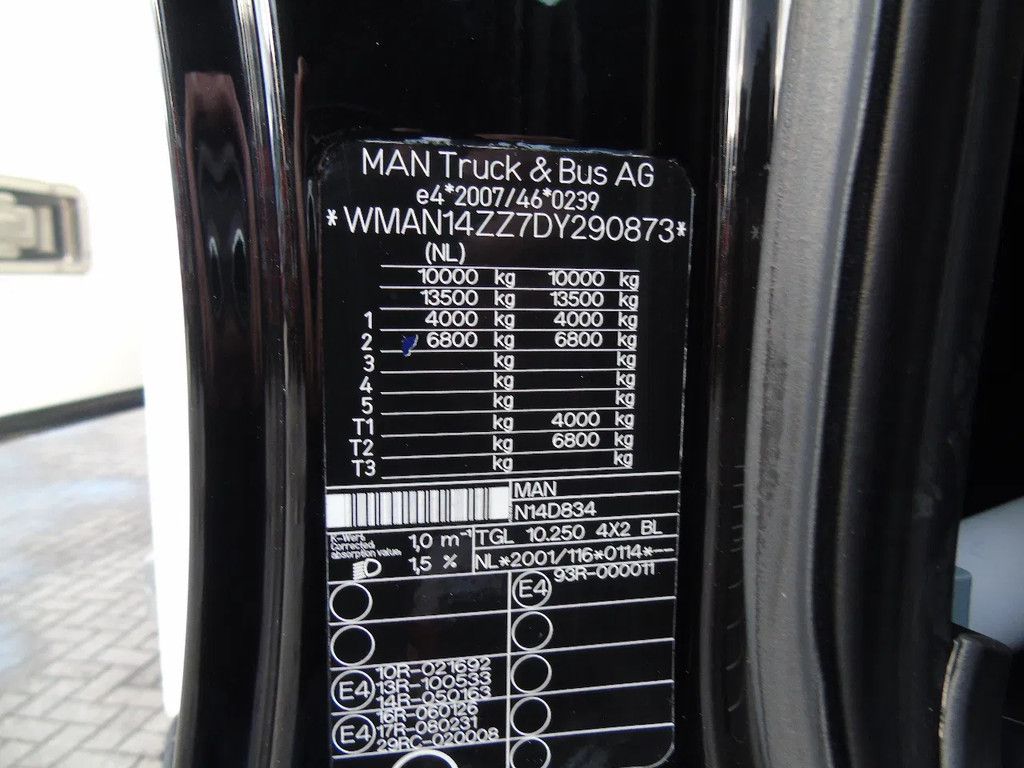 MAN Truck & Bus AG
e4*2007/46*0239
*WMAN14ZZ7DY290873*
(NL)
10000 kg 10000 kg
13500 kg 13500 kg
1 4000 kg 4000 kg
2 6800 kg 6800 kg
3 kg kg
4 kg kg
5 kg kg
T1 kg 4000 kg
T2 kg 6800 kg
T3 kg kg
MAN
N14D834
K-Wert
corrected
absorption value
1,0 m⁻¹
1,5 %
TGL 10.250 4X2 BL
NL*2001/116*0114*--
E4 93R-000011
E4
10R-021692
13R-100533
14R-050163
E4
16R-060126
17R-080231
29RC-020008